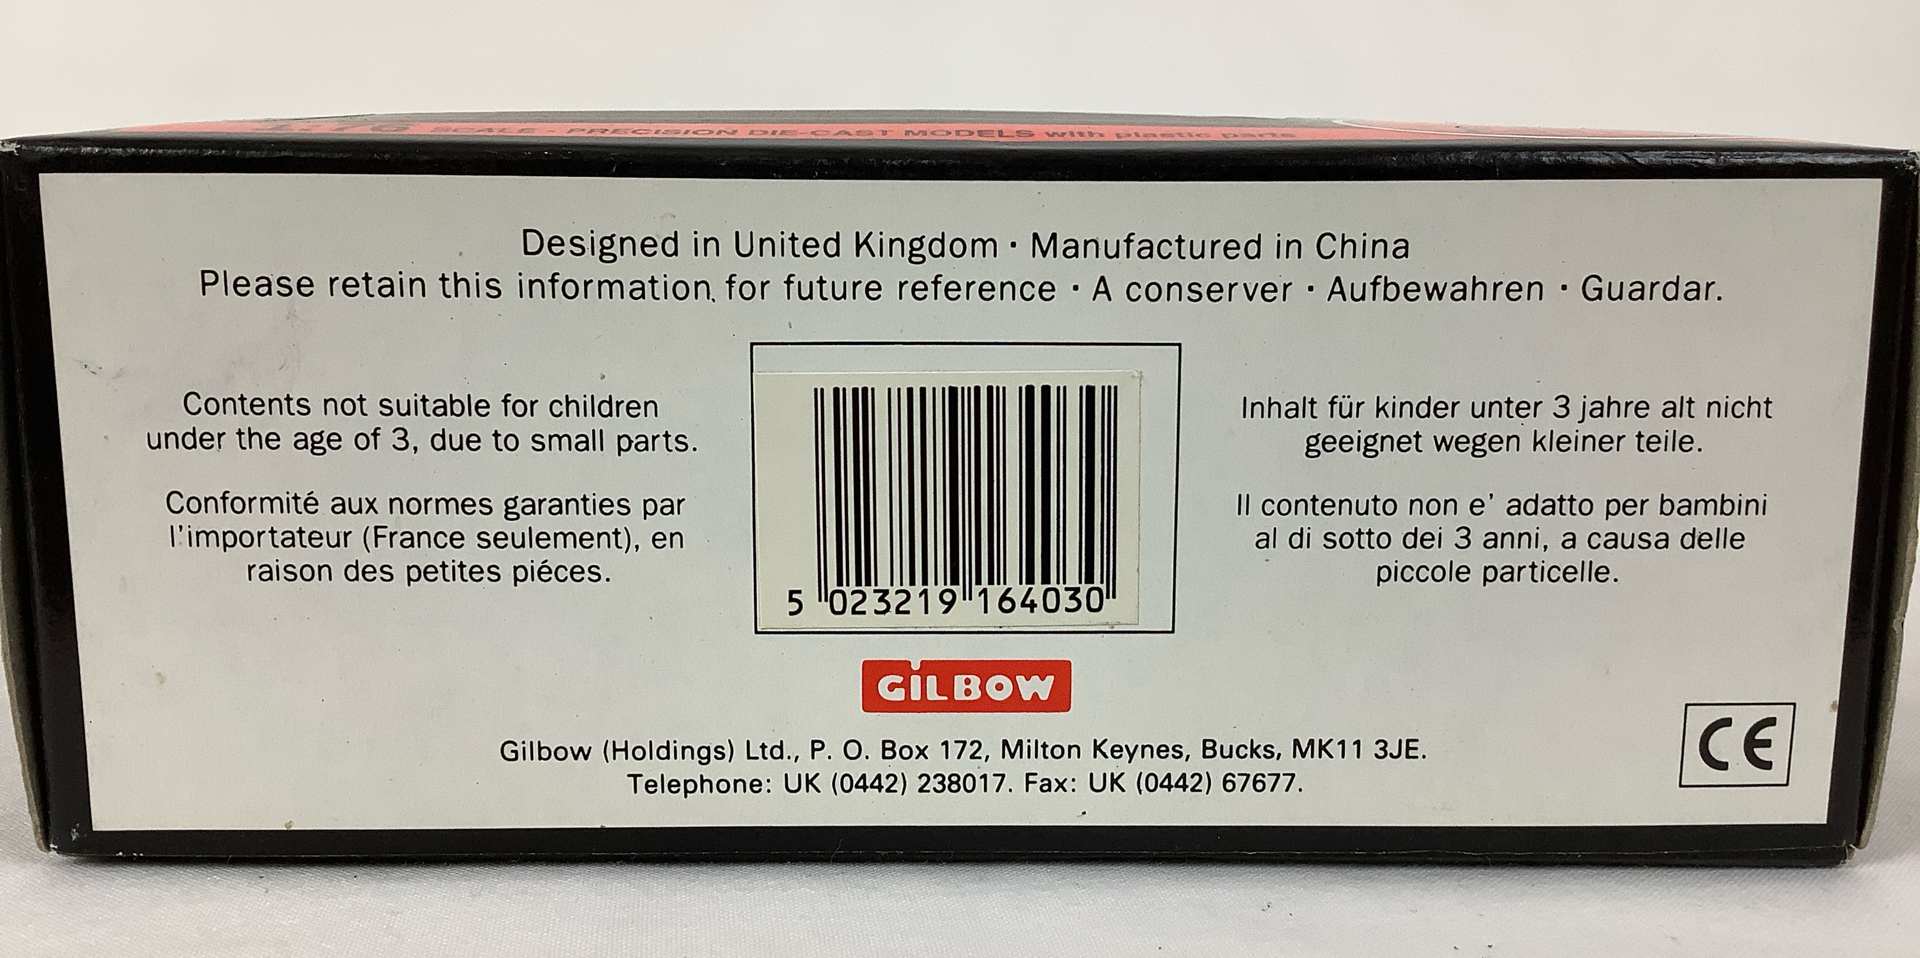 1:76 SCALE - PRECISION DIE-CAST MODELS with plastic parts
Designed in United Kingdom · Manufactured in China
Please retain this information, for future reference · A conserver · Aufbewahren · Guardar.
Contents not suitable for children
under the age of 3, due to small parts.
Conformité aux normes garanties par
l'importateur (France seulement), en
raison des petites piéces.
5 023219 164030
Inhalt für kinder unter 3 jahre alt nicht
geeignet wegen kleiner teile.
Il contenuto non e' adatto per bambini
al di sotto dei 3 anni, a causa delle
piccole particelle.
GiLBOW
Gilbow (Holdings) Ltd., P. O. Box 172, Milton Keynes, Bucks, MK11 3JE.
Telephone: UK (0442) 238017. Fax: UK (0442) 67677.
CE